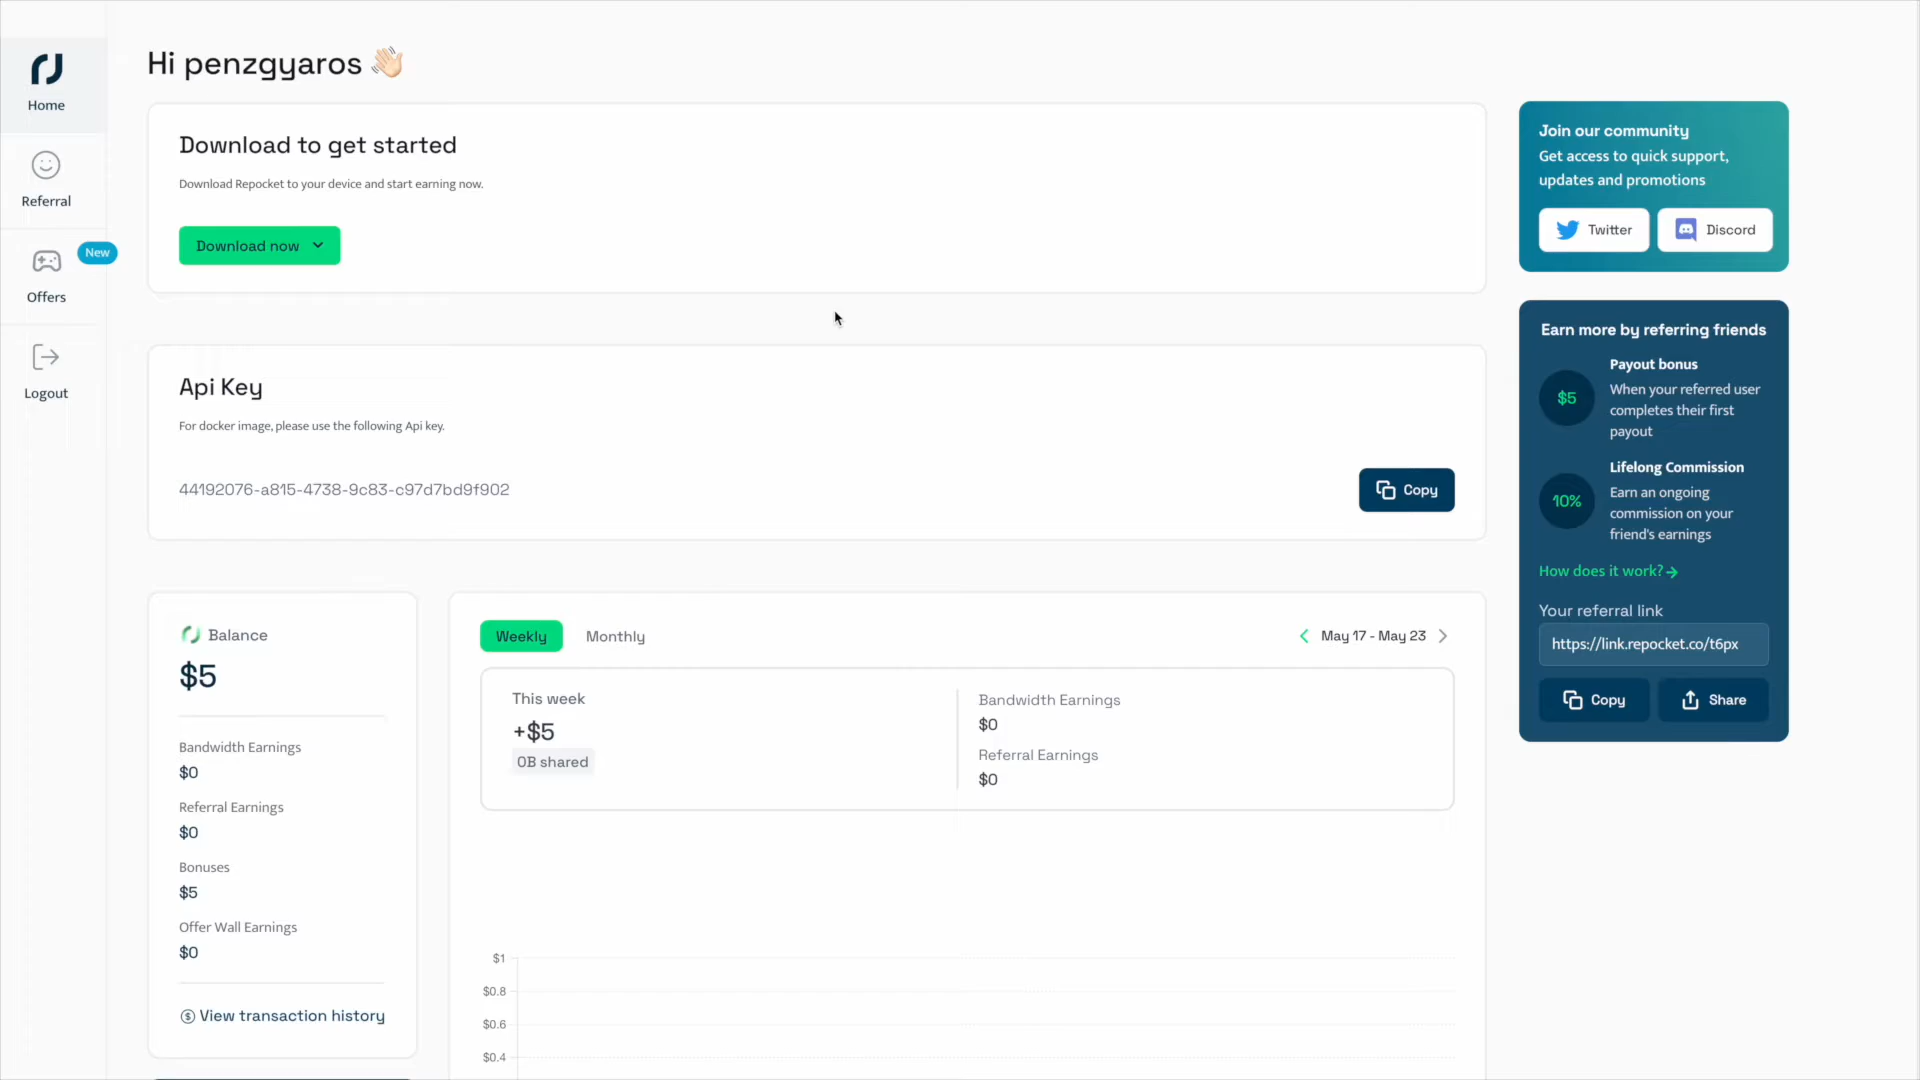 Home
Referral
New
Offers
Logout
Hi penzgyaros
Download to get started
Download Repocket to your device and start earning now.
Download now
Api Key
For docker image, please use the following Api key.
44192076-a815-4738-9c83-c97d7bd9f902
Copy
Balance
$5
Bandwidth Earnings
$0
Referral Earnings
$0
Bonuses
$5
Offer Wall Earnings
$0
View transaction history
Weekly
Monthly
May 17 - May 23
This week
+$5
0B shared
Bandwidth Earnings
$0
Referral Earnings
$0
$1
$0.8
$0.6
$0.4
Join our community
Get access to quick support,
updates and promotions
Twitter
Discord
Earn more by referring friends
$5
Payout bonus
When your referred user
completes their first
payout
10%
Lifelong Commission
Earn an ongoing
commission on your
friend's earnings
How does it work?
Your referral link
https://link.repocket.co/t6px
Copy
Share